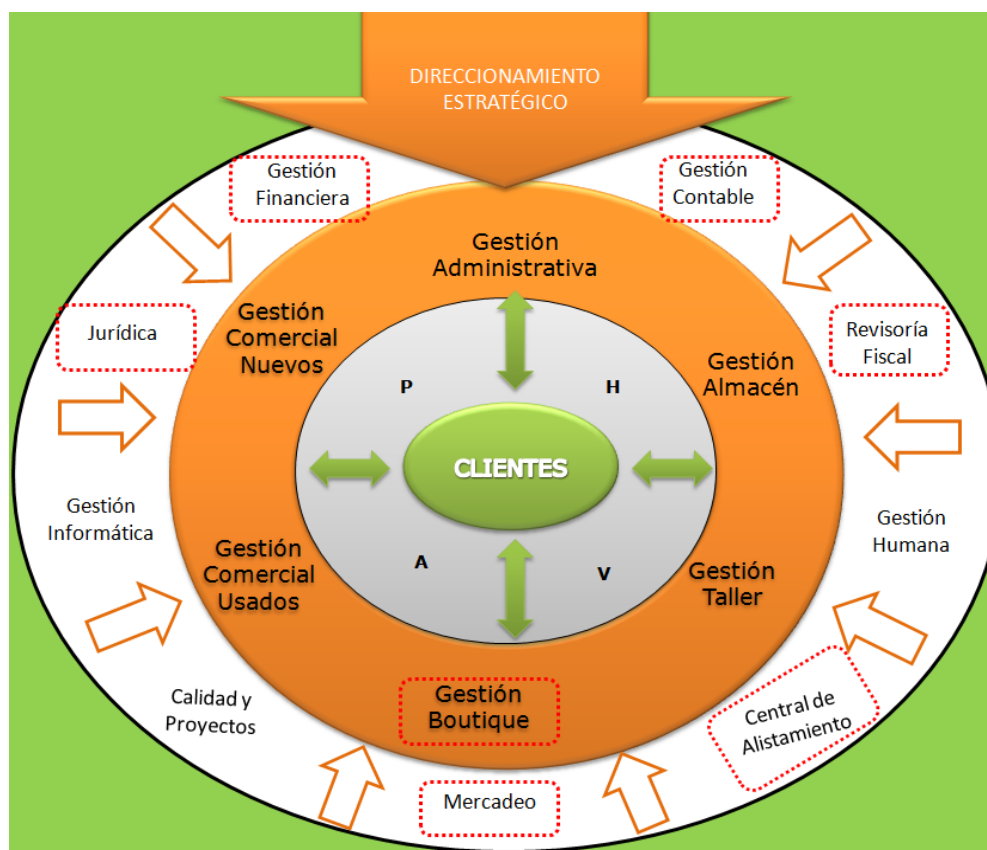 DIRECCIONAMIENTO
ESTRATÉGICO
Gestión
Financiera
Gestión
Contable
Gestión
Administrativa
Jurídica
Gestión
Comercial
Nuevos
Revisoría
Fiscal
Gestión
Almacén
P
H
CLIENTES
Gestión
Informática
Gestión
Humana
Gestión
Comercial
Usados
A
V
Gestión
Taller
Calidad y
Proyectos
Gestión
Boutique
Central de
Alistamiento
Mercadeo